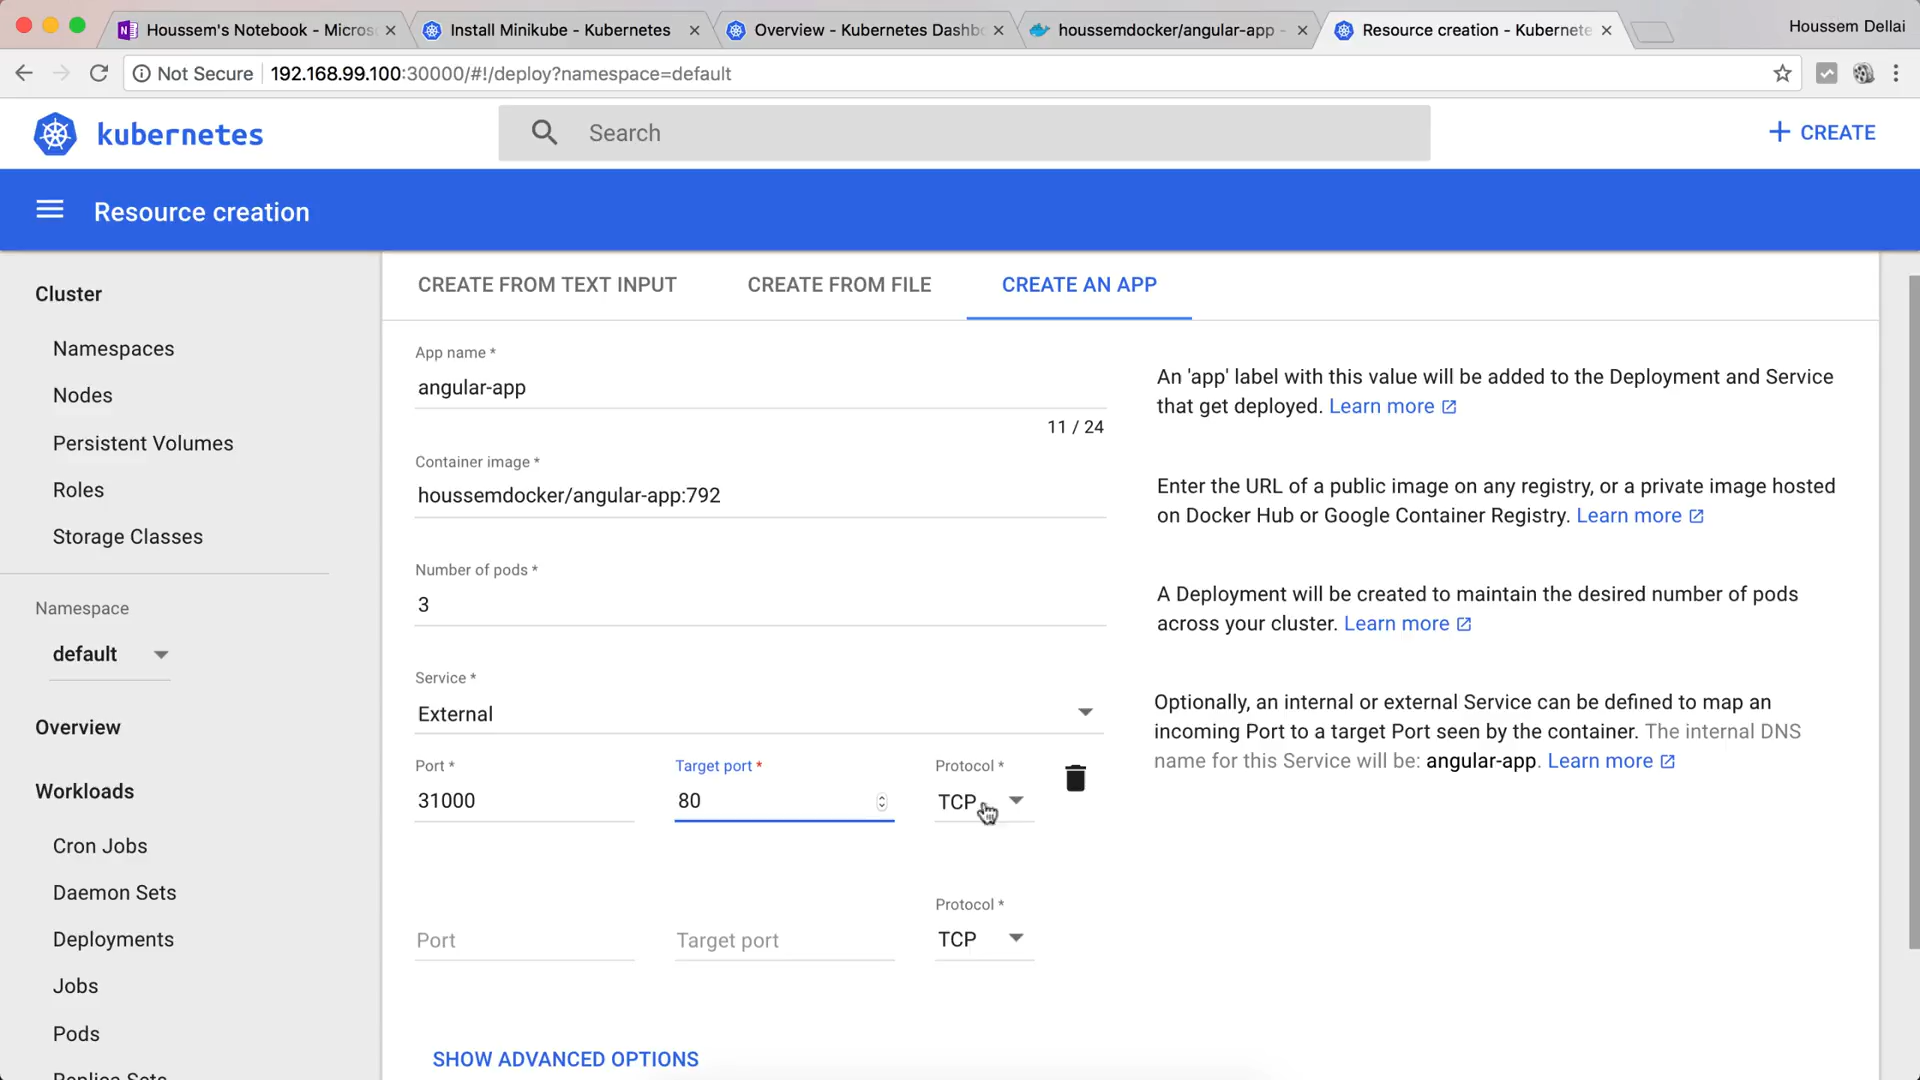 Houssem's Notebook - Micros
Install Minikube - Kubernetes
Overview - Kubernetes Dashb
houssemdocker/angular-app -
Resource creation - Kubernete
Houssem Dellai
Not Secure
192.168.99.100:30000/#!/deploy?namespace=default
kubernetes
Search
CREATE
Resource creation
Cluster
Namespaces
Nodes
Persistent Volumes
Roles
Storage Classes
Namespace
default
Overview
Workloads
Cron Jobs
Daemon Sets
Deployments
Jobs
Pods
Replica Sets
CREATE FROM TEXT INPUT
CREATE FROM FILE
CREATE AN APP
App name *
angular-app
11 / 24
An 'app' label with this value will be added to the Deployment and Service
that get deployed. Learn more
Container image *
houssemdocker/angular-app:792
Enter the URL of a public image on any registry, or a private image hosted
on Docker Hub or Google Container Registry. Learn more
Number of pods *
3
A Deployment will be created to maintain the desired number of pods
across your cluster. Learn more
Service *
External
Optionally, an internal or external Service can be defined to map an
incoming Port to a target Port seen by the container. The internal DNS
name for this Service will be: angular-app. Learn more
Port *
Target port *
Protocol *
31000
80
TCP
Protocol *
Port
Target port
TCP
SHOW ADVANCED OPTIONS